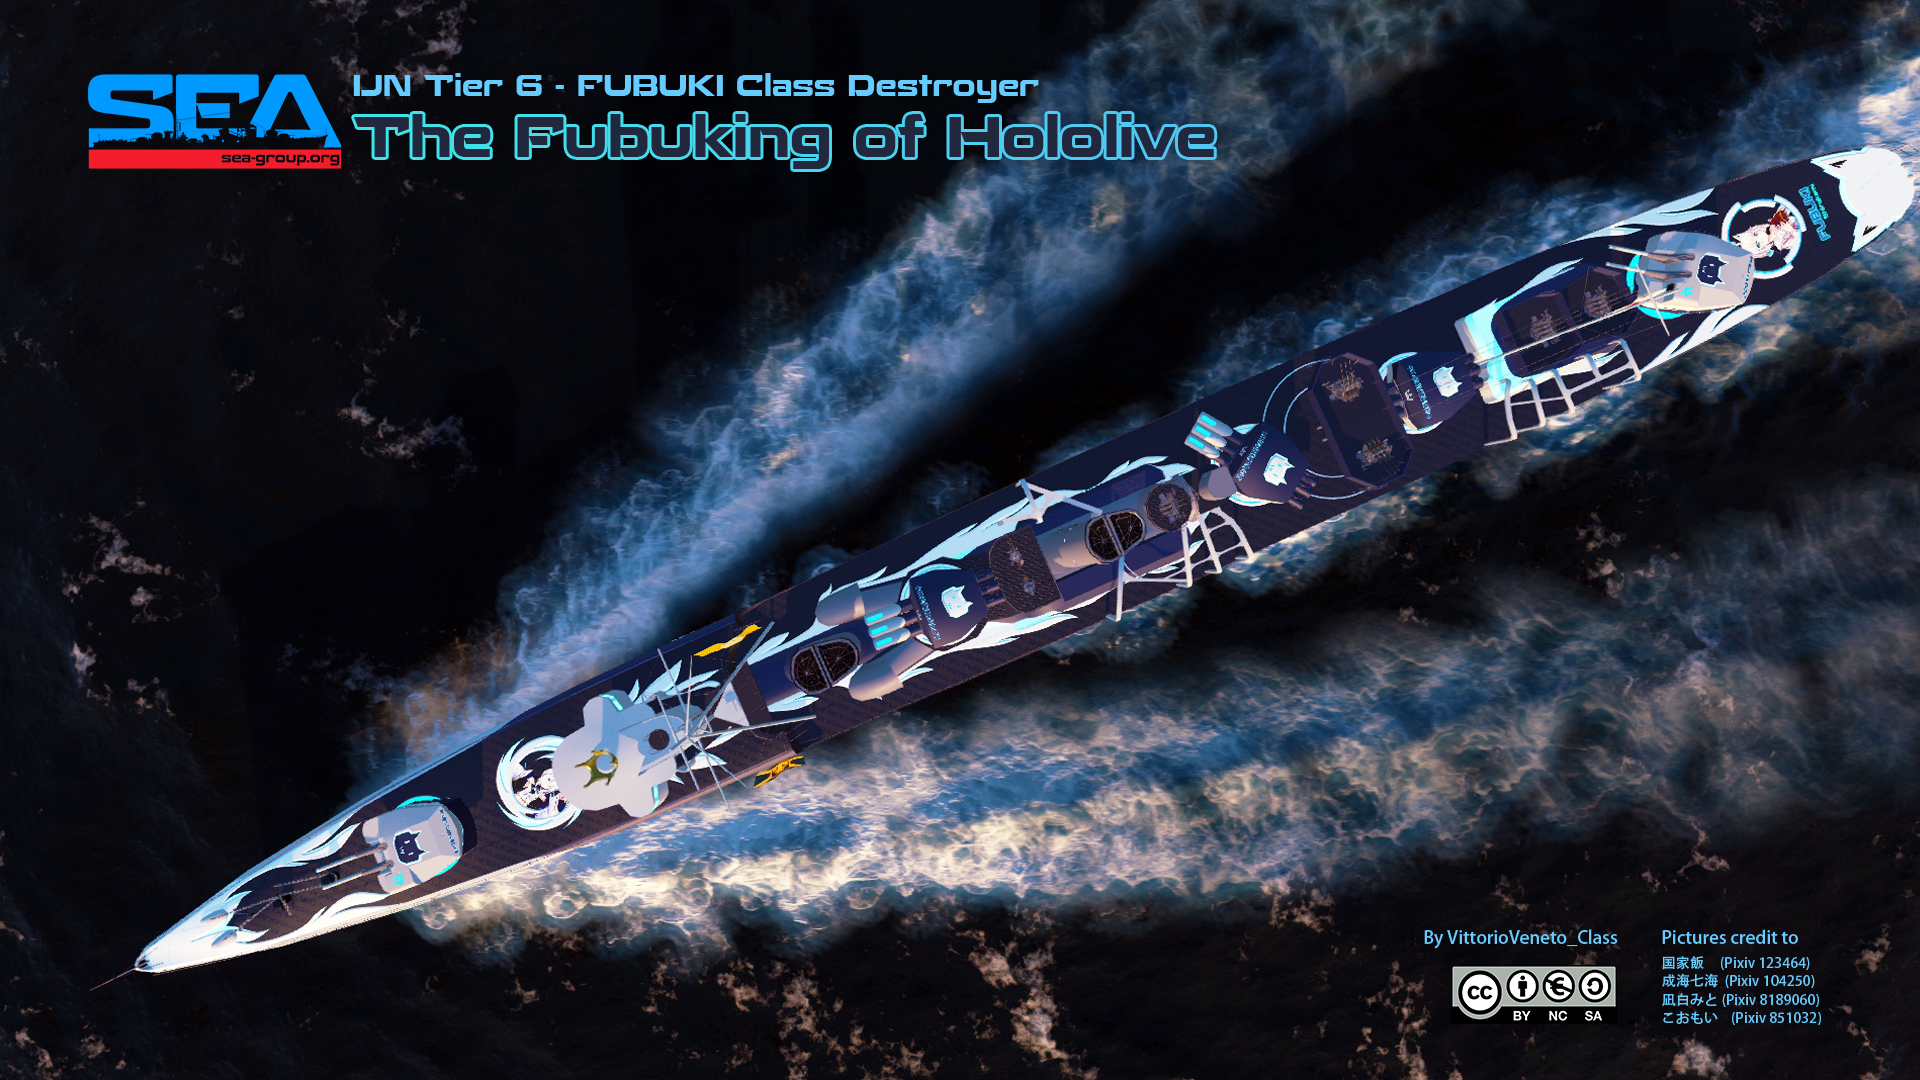 SEA
sea-group.org
IJN Tier 6 - FUBUKI Class Destroyer
The Fubuking of Hololive
FUBUKI
By VittorioVeneto_Class
cc
BY NC SA
Pictures credit to
国家飯 (Pixiv 123464)
成海七海 (Pixiv 104250)
凪白みと (Pixiv 8189060)
こおもい (Pixiv 851032)